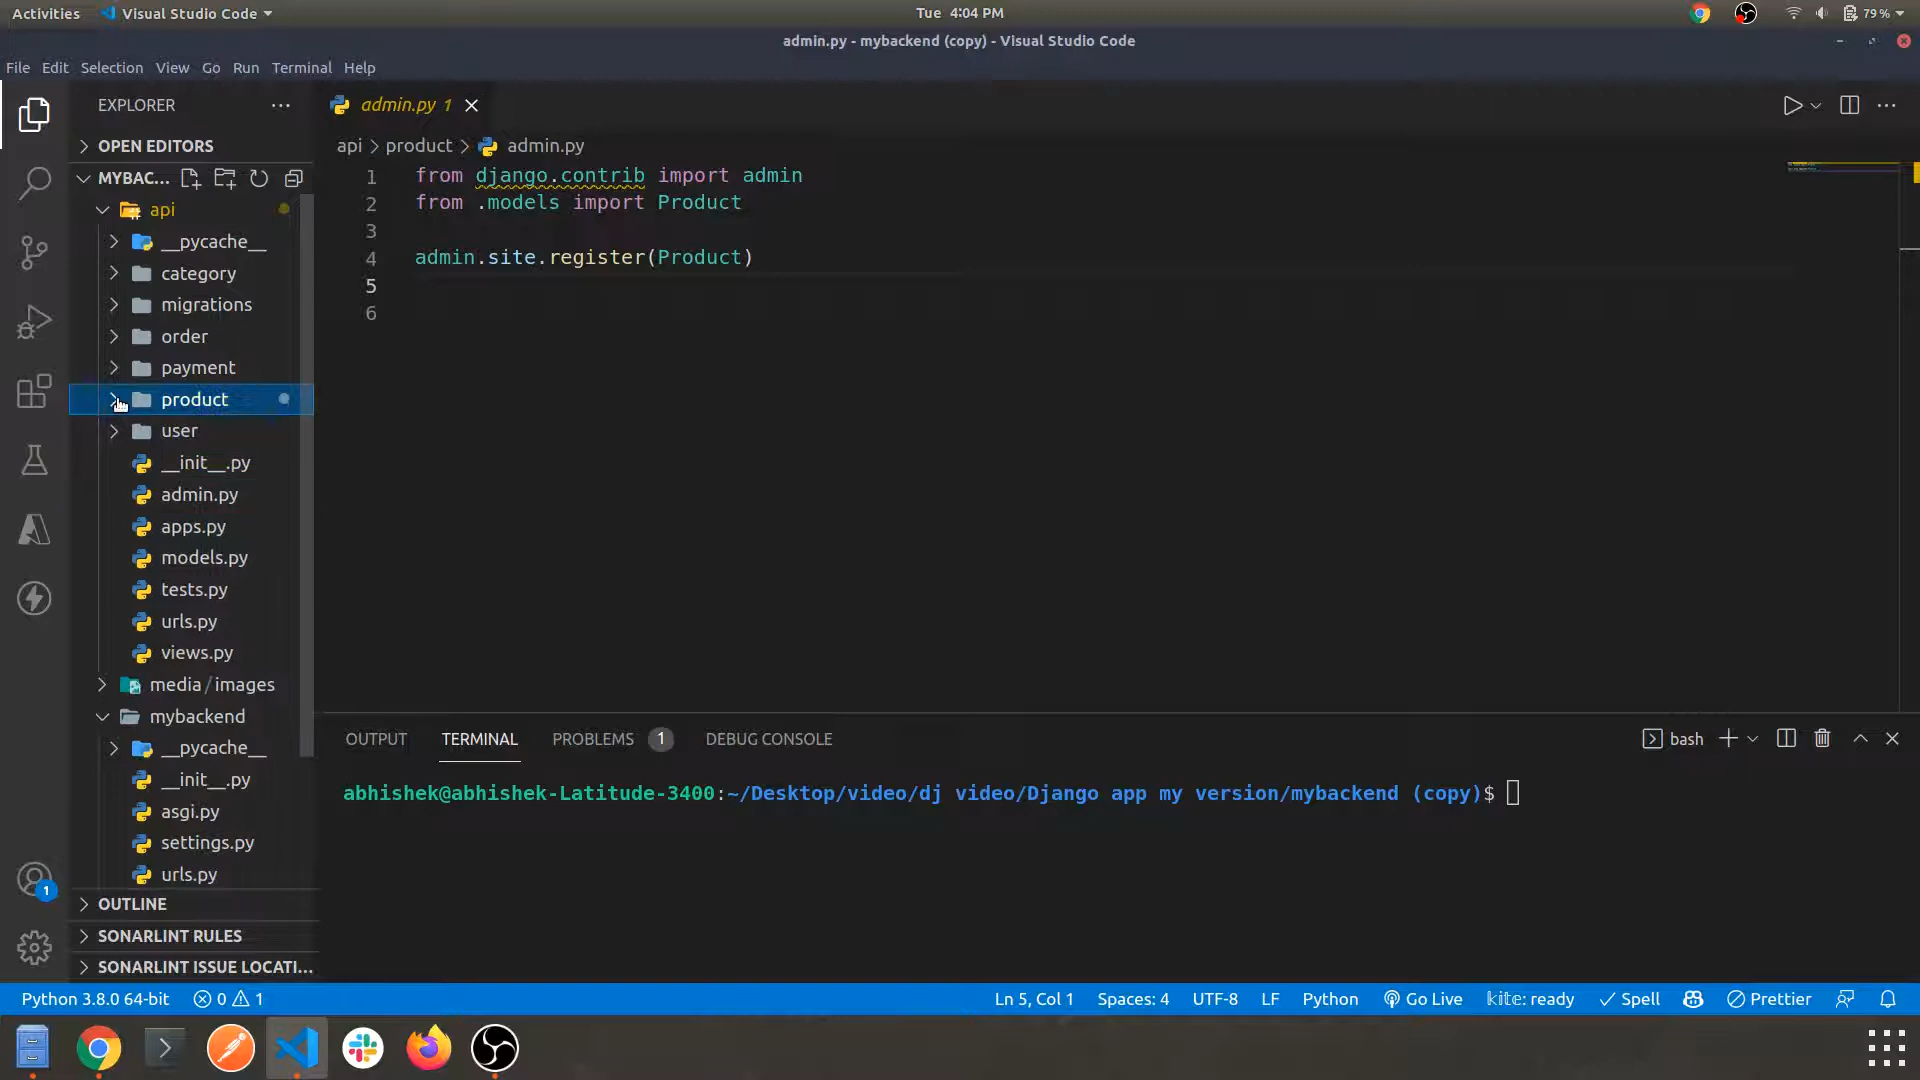 Activities
Visual Studio Code
Tue 4:04 PM
79 %
admin.py - mybackend (copy) - Visual Studio Code
File Edit Selection View Go Run Terminal Help
EXPLORER
OPEN EDITORS
MYBAC...
api
__pycache__
category
migrations
order
payment
product
user
__init__.py
admin.py
apps.py
models.py
tests.py
urls.py
views.py
media/images
mybackend
__pycache__
__init__.py
asgi.py
settings.py
urls.py
OUTLINE
SONARLINT RULES
SONARLINT ISSUE LOCATI...
1
admin.py 1
api > product > admin.py
1 from django.contrib import admin
2 from .models import Product
3
4 admin.site.register(Product)
5
6
OUTPUT TERMINAL PROBLEMS 1 DEBUG CONSOLE
bash
abhishek@abhishek-Latitude-3400:~/Desktop/video/dj video/Django app my version/mybackend (copy)$
Python 3.8.0 64-bit 0 1
Ln 5, Col 1 Spaces: 4 UTF-8 LF Python Go Live kite: ready Spell Prettier